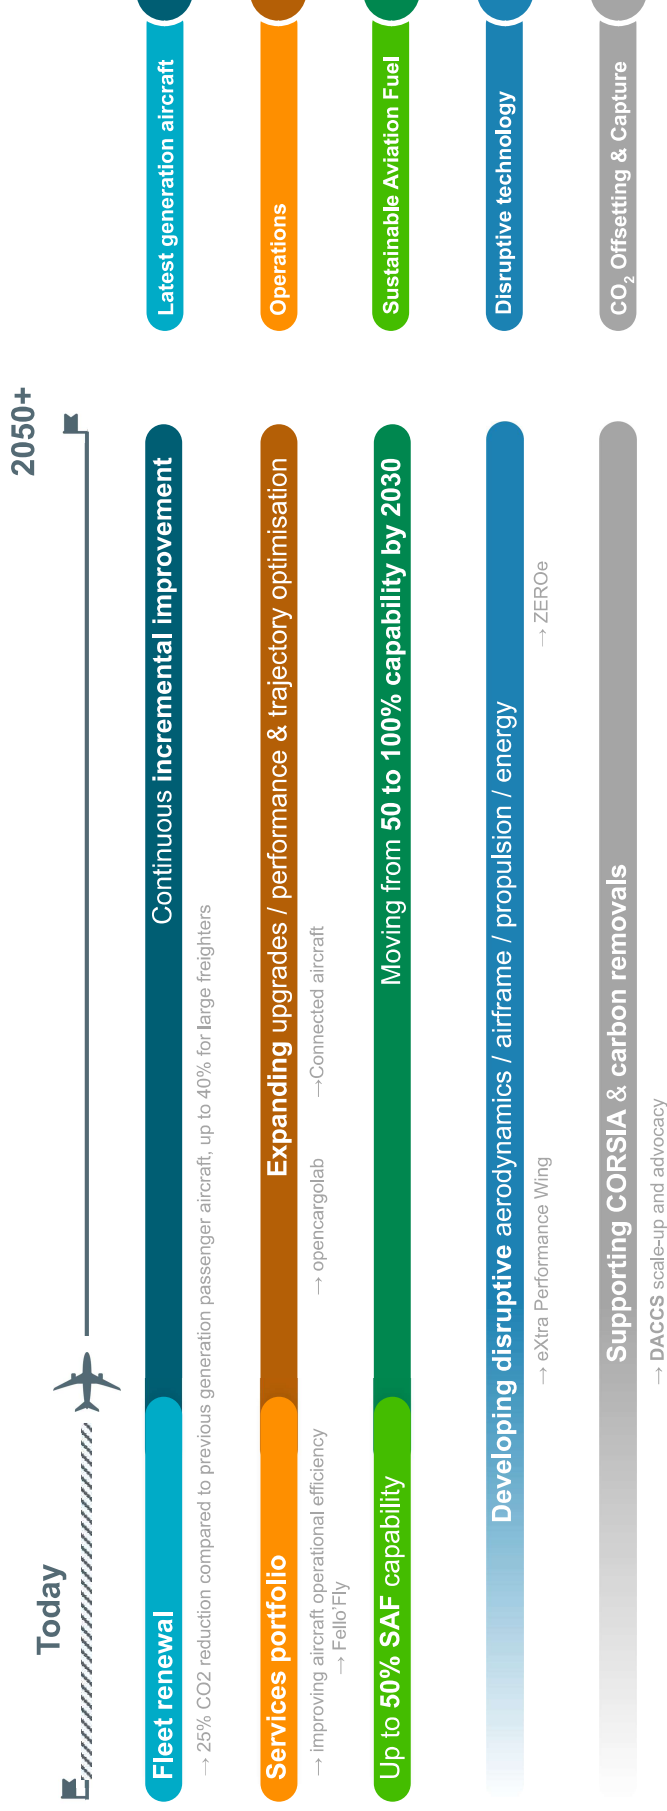 Today
2050+
Latest generation aircraft
Fleet renewal
Continuous incremental improvement
→ 25% CO2 reduction compared to previous generation passenger aircraft, up to 40% for large freighters
Operations
Services portfolio
Expanding upgrades / performance & trajectory optimisation
→ improving aircraft operational efficiency
→ opencargolab
→Connected aircraft
→ Fello'Fly
Sustainable Aviation Fuel
Up to 50% SAF capability
Moving from 50 to 100% capability by 2030
Disruptive technology
Developing disruptive aerodynamics / airframe / propulsion / energy
→ eXtra Performance Wing
→ ZEROe
CO₂ Offsetting & Capture
Supporting CORSIA & carbon removals
→ DACCS scale-up and advocacy